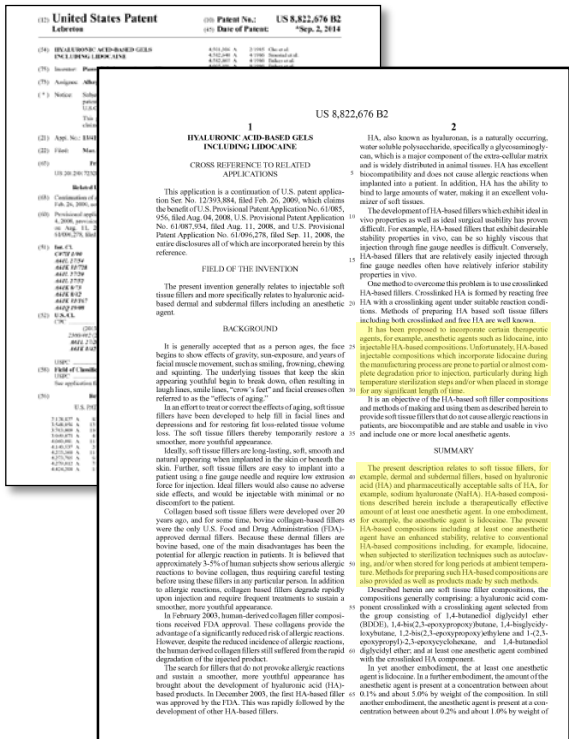 (12) United States Patent
Lebreton
(10) Patent No.: US 8,822,676 B2
(45) Date of Patent: *Sep. 2, 2014
(54) HYALURONIC ACID-BASED GELS
INCLUDING LIDOCAINE
US 8,822,676 B2
1
HYALURONIC ACID-BASED GELS
INCLUDING LIDOCAINE
CROSS REFERENCE TO RELATED
APPLICATIONS
This application is a continuation of U.S. patent applica-
tion Ser. No. 12/393,884, filed Feb. 26, 2009, which claims
the benefit of U.S. Provisional Patent Application No. 61/085,
956, filed Aug. 04, 2008, U.S. Provisional Patent Application
No. 61/087,934, filed Aug. 11, 2008, and U.S. Provisional
Patent Application No. 61/096,278, filed Sep. 11, 2008, the
entire disclosures all of which are incorporated herein by this
reference.
FIELD OF THE INVENTION
The present invention generally relates to injectable soft
tissue fillers and more specifically relates to hyaluronic acid-
based dermal and subdermal fillers including an anesthetic
agent.
BACKGROUND
It is generally accepted that as a person ages, the face
begins to show effects of gravity, sun-exposure, and years of
facial muscle movement, such as smiling, frowning, chewing
and squinting. The underlying tissues that keep the skin
appearing youthful begin to break down, often resulting in
laugh lines, smile lines, "crow's feet" and facial creases often
referred to as the "effects of aging."
In an effort to treat or correct the effects of aging, soft tissue
fillers have been developed to help fill in facial lines and
depressions and for restoring fat loss-related tissue volume
loss. The soft tissue fillers thereby temporarily restore a
smoother, more youthful appearance.
Ideally, soft tissue fillers are long-lasting, soft, smooth and
natural appearing when implanted in the skin or beneath the
skin. Further, soft tissue fillers are easy to implant into a
patient using a fine gauge needle and require low extrusion
force for injection. Ideal fillers would also cause no adverse
side effects, and would be injectable with minimal or no
discomfort to the patient.
Collagen based soft tissue fillers were developed over 20
years ago, and for some time, bovine collagen-based fillers
were the only U.S. Food and Drug Administration (FDA)-
approved dermal fillers. Because these dermal fillers are
bovine based, one of the main disadvantages has been the
potential for allergic reaction in patients. It is believed that
approximately 3-5% of human subjects show serious allergic
reactions to bovine collagen, thus requiring careful testing
before using these fillers in any particular person. In addition
to allergic reactions, collagen based fillers degrade rapidly
upon injection and require frequent treatments to sustain a
smoother, more youthful appearance.
In February 2003, human-derived collagen filler composi-
tions received FDA approval. These collagens provide the
advantage of a significantly reduced risk of allergic reactions.
However, despite the reduced incidence of allergic reactions,
the human derived collagen fillers still suffered from the rapid
degradation of the injected product.
The search for fillers that do not provoke allergic reactions
and sustain a smoother, more youthful appearance has
brought about the development of hyaluronic acid (HA)-
based products. In December 2003, the first HA-based filler
was approved by the FDA. This was rapidly followed by the
development of other HA-based fillers.
2
HA, also known as hyaluronan, is a naturally occurring,
water soluble polysaccharide, specifically a glycosaminogly-
can, which is a major component of the extra-cellular matrix
and is widely distributed in animal tissues. HA has excellent
biocompatibility and does not cause allergic reactions when
implanted into a patient. In addition, HA has the ability to
bind to large amounts of water, making it an excellent volu-
mizer of soft tissues.
The development of HA-based fillers which exhibit ideal in
vivo properties as well as ideal surgical usability has proven
difficult. For example, HA-based fillers that exhibit desirable
stability properties in vivo, can be so highly viscous that
injection through fine gauge needles is difficult. Conversely,
HA-based fillers that are relatively easily injected through
fine gauge needles often have relatively inferior stability
properties in vivo.
One method to overcome this problem is to use crosslinked
HA-based fillers. Crosslinked HA is formed by reacting free
HA with a crosslinking agent under suitable reaction condi-
tions. Methods of preparing HA based soft tissue fillers
including both crosslinked and free HA are well known.
It has been proposed to incorporate certain therapeutic
agents, for example, anesthetic agents such as lidocaine, into
injectable HA-based compositions. Unfortunately, HA-based
injectable compositions which incorporate lidocaine during
the manufacturing process are prone to partial or almost com-
plete degradation prior to injection, particularly during high
temperature sterilization steps and/or when placed in storage
for any significant length of time.
It is an objective of the HA-based soft filler compositions
and methods of making and using them as described herein to
provide soft tissue fillers that do not cause allergic reactions in
patients, are biocompatible and are stable and usable in vivo
and include one or more local anesthetic agents.
SUMMARY
The present description relates to soft tissue fillers, for
example, dermal and subdermal fillers, based on hyaluronic
acid (HA) and pharmaceutically acceptable salts of HA, for
example, sodium hyaluronate (NaHA). HA-based composi-
tions described herein include a therapeutically effective
amount of at least one anesthetic agent. In one embodiment,
for example, the anesthetic agent is lidocaine. The present
HA-based compositions including at least one anesthetic
agent have an enhanced stability, relative to conventional
HA-based compositions including, for example, lidocaine,
when subjected to sterilization techniques such as autoclav-
ing, and/or when stored for long periods at ambient tempera-
ture. Methods for preparing such HA-based compositions are
also provided as well as products made by such methods.
Described herein are soft tissue filler compositions, the
compositions generally comprising: a hyaluronic acid com-
ponent crosslinked with a crosslinking agent selected from
the group consisting of 1,4-butanediol diglycidyl ether
(BDDE), 1,4-bis(2,3-epoxypropoxy)butane, 1,4-bisglycidy-
loxybutane, 1,2-bis(2,3-epoxypropoxy)ethylene and 1-(2,3-
epoxypropyl)-2,3-epoxycyclohexane, and 1,4-butanediol
diglycidyl ether; and at least one anesthetic agent combined
with the crosslinked HA component.
In yet another embodiment, the at least one anesthetic
agent is lidocaine. In a further embodiment, the amount of the
anesthetic agent is present at a concentration between about
0.1% and about 5.0% by weight of the composition. In still
another embodiment, the anesthetic agent is present at a con-
centration between about 0.2% and about 1.0% by weight of